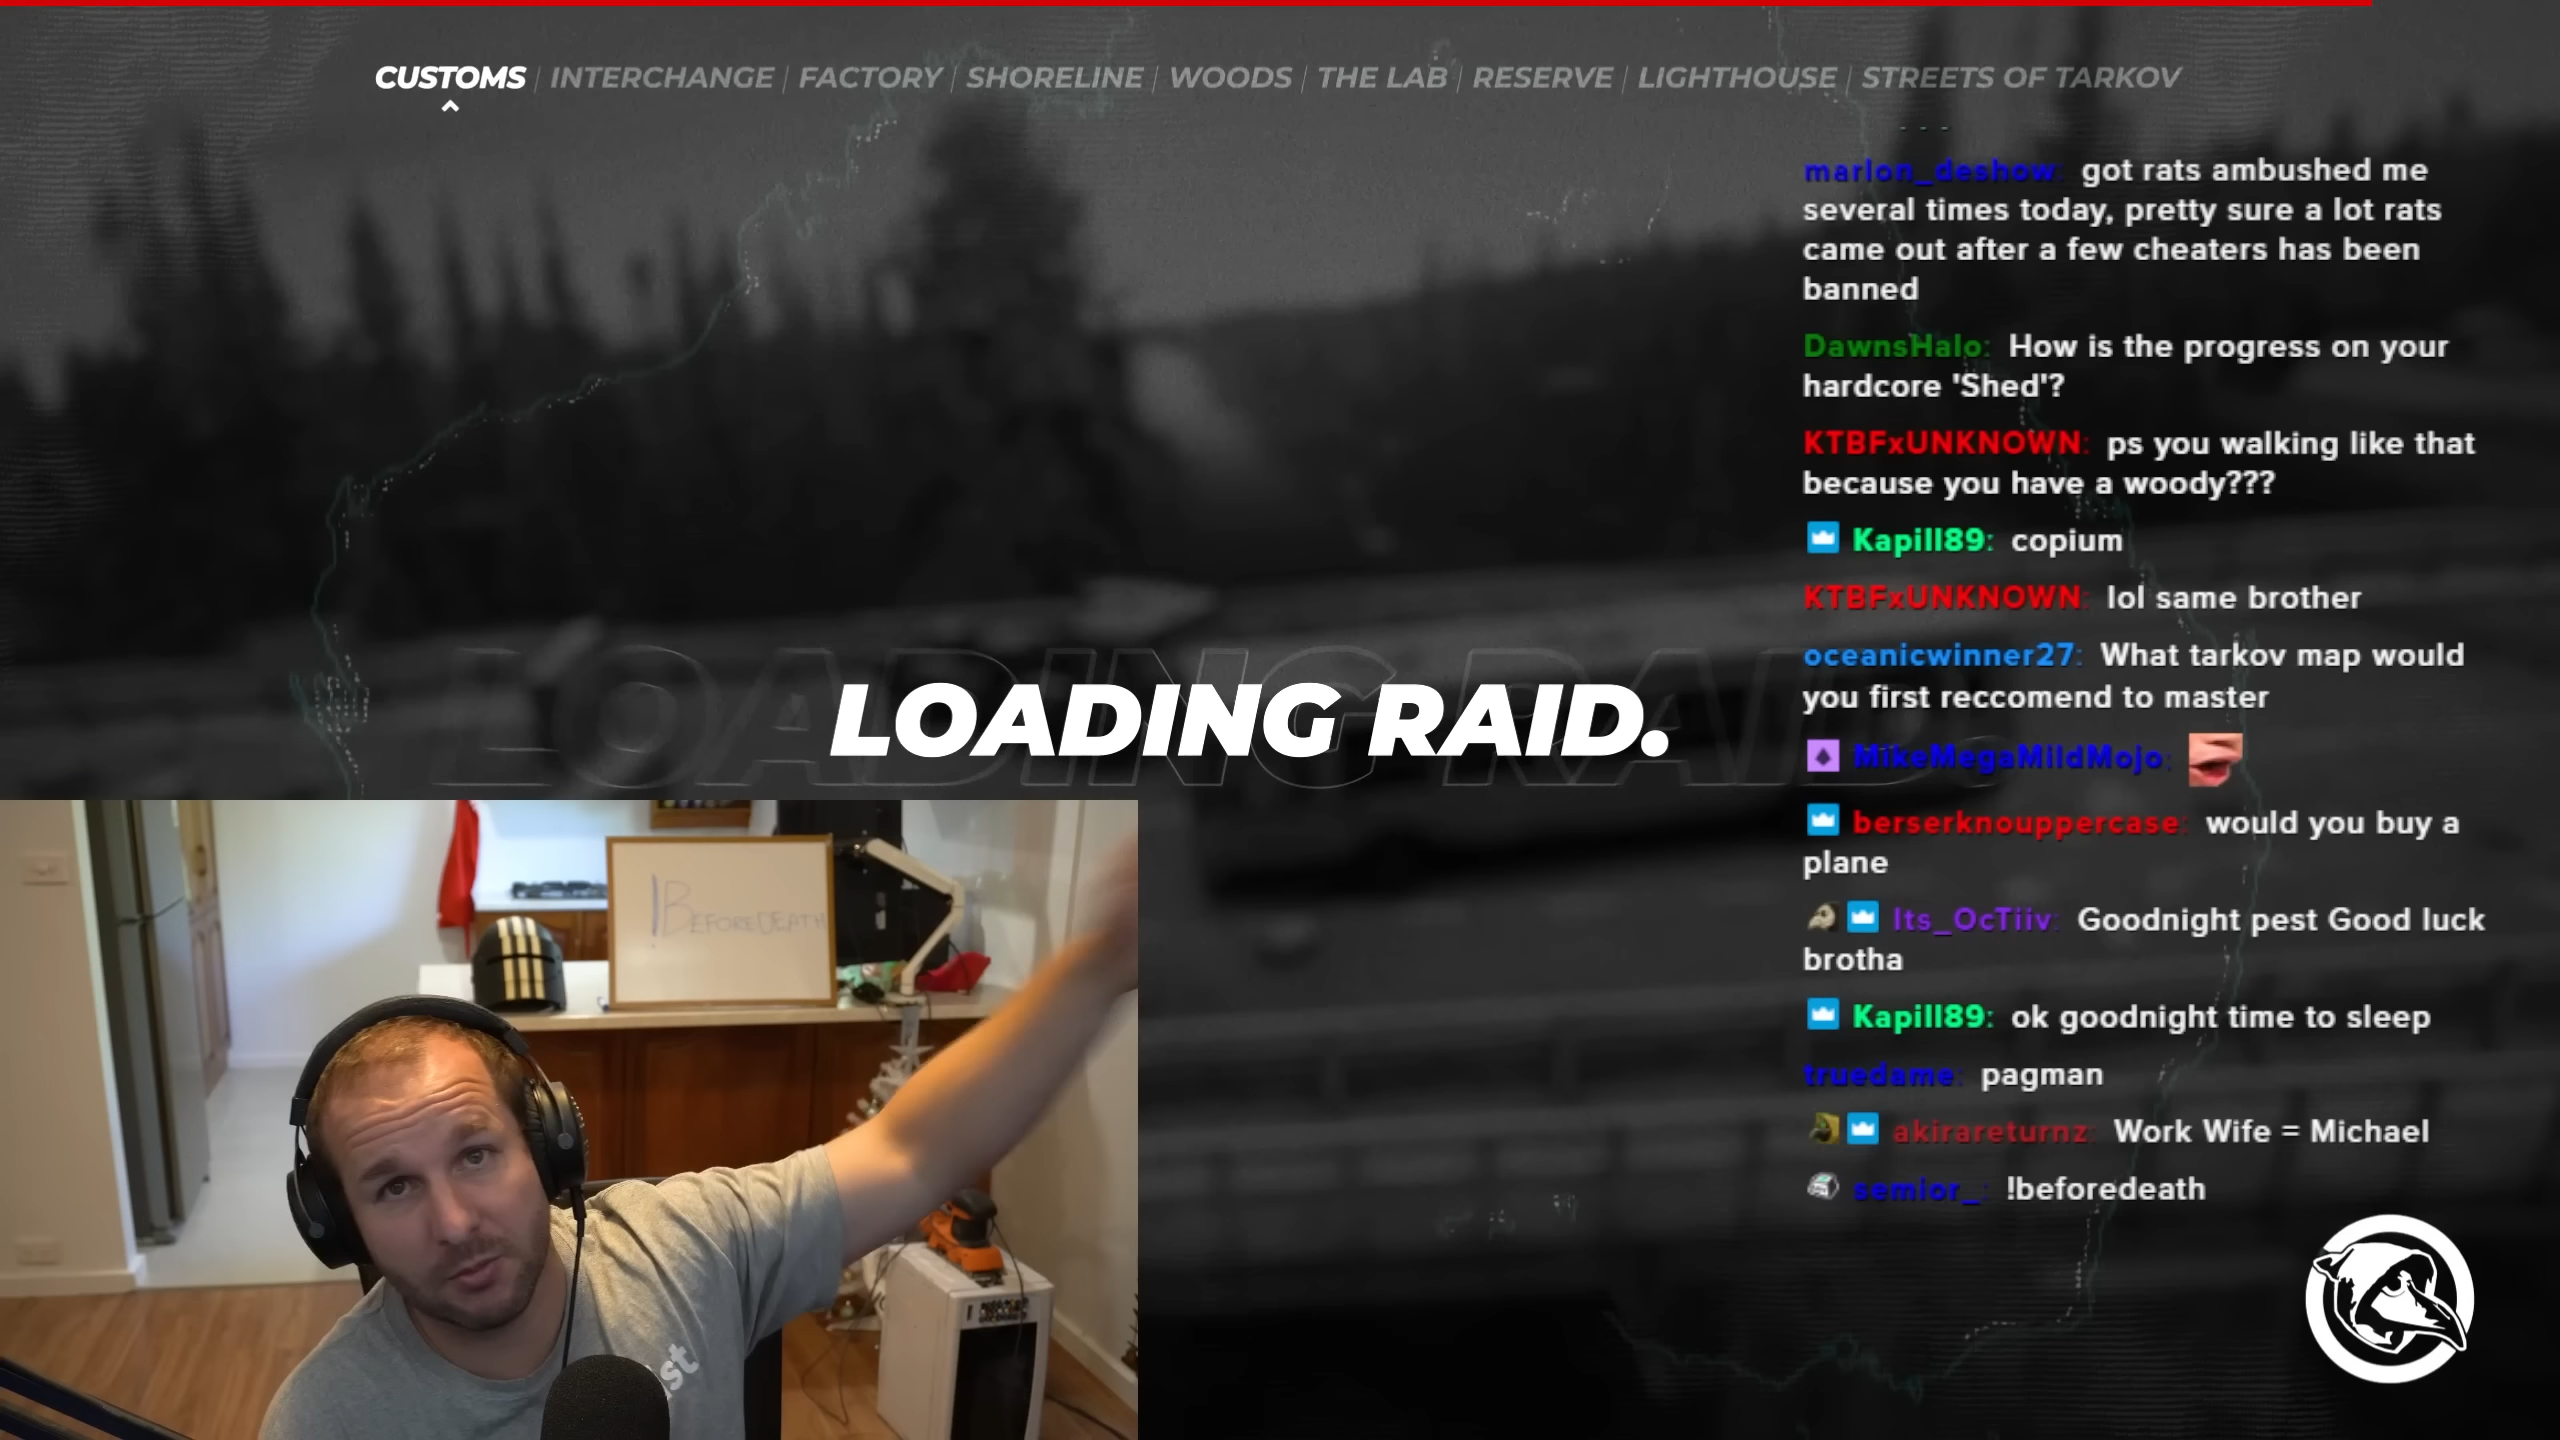 CUSTOMS | INTERCHANGE | FACTORY | SHORELINE | WOODS | THE LAB | RESERVE | LIGHTHOUSE | STREETS OF TARKOV
marlon_deshow: got rats ambushed me
several times today, pretty sure a lot rats
came out after a few cheaters has been
banned
DawnsHalo: How is the progress on your
hardcore 'Shed'?
KTBFxUNKNOWN: ps you walking like that
because you have a woody???
Kapill89: copium
KTBFxUNKNOWN: lol same brother
oceanicwinner27: What tarkov map would
you first reccomend to master
MikeMegaMildMojo:
berserknouppercase: would you buy a
plane
Its_OcTiiv: Goodnight pest Good luck
brotha
Kapill89: ok goodnight time to sleep
truedame: pagman
akirareturnz: Work Wife = Michael
semior_: !beforedeath
LOADING RAID.
LOADING RAID.
!BEFOREDEATH
st